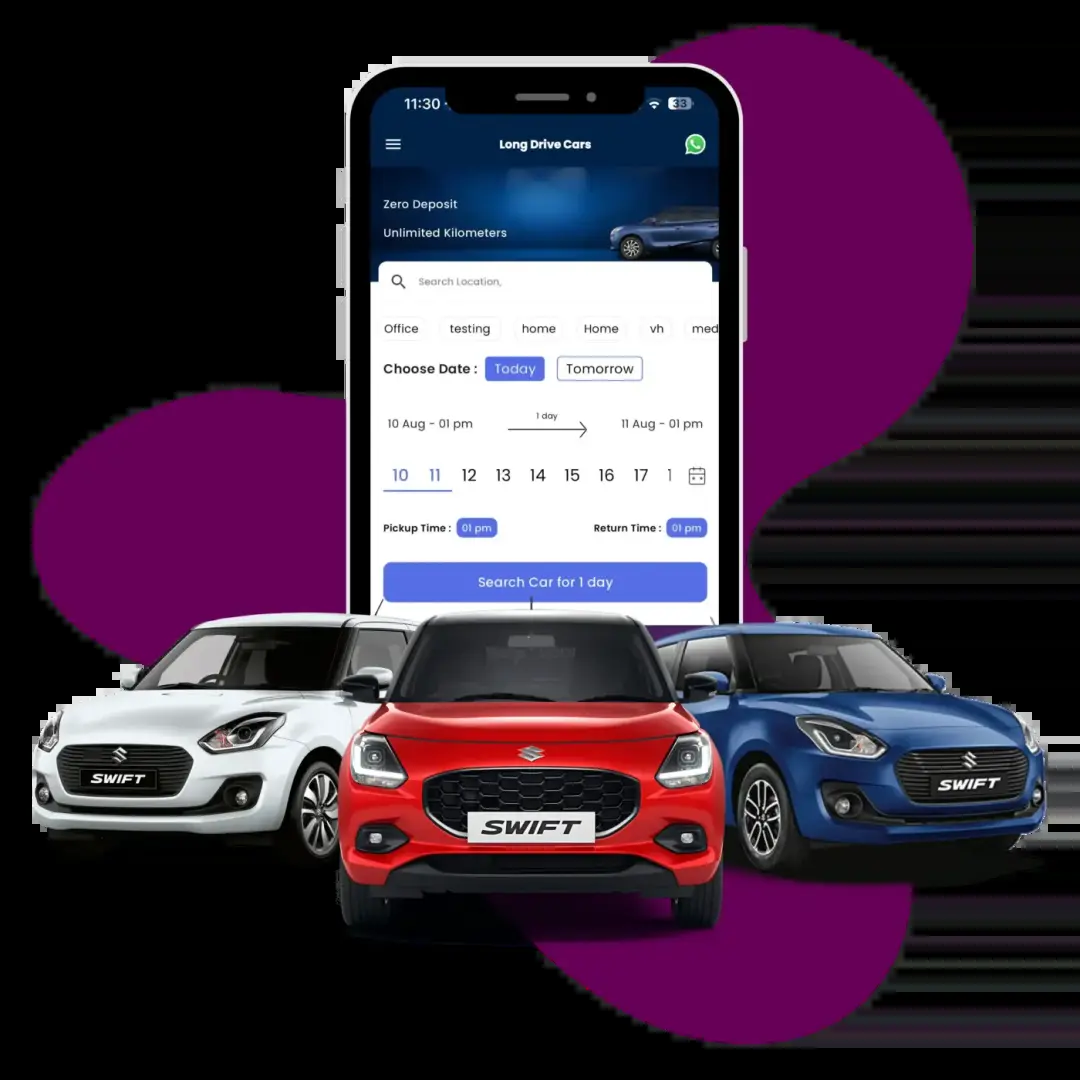 11:30
33
Long Drive Cars
Zero Deposit
Unlimited Kilometers
Search Location,
Office testing home Home vh med
Choose Date : Today Tomorrow
1 day
10 Aug - 01 pm 11 Aug - 01 pm
10 11 12 13 14 15 16 17 1
Pickup Time : 01 pm Return Time : 01 pm
Search Car for 1 day
SWIFT
SWIFT
SWIFT